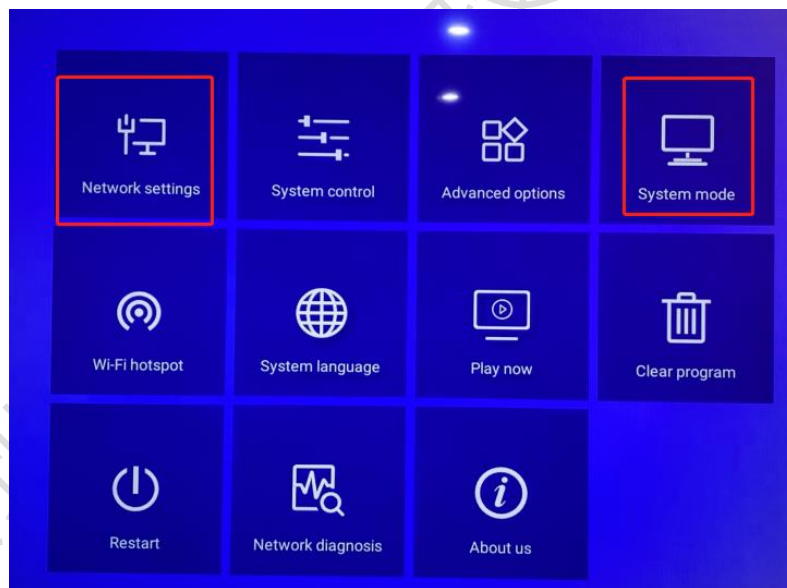 Network settings
System control
Advanced options
System mode
Wi-Fi hotspot
System language
Play now
Clear program
Restart
Network diagnosis
About us